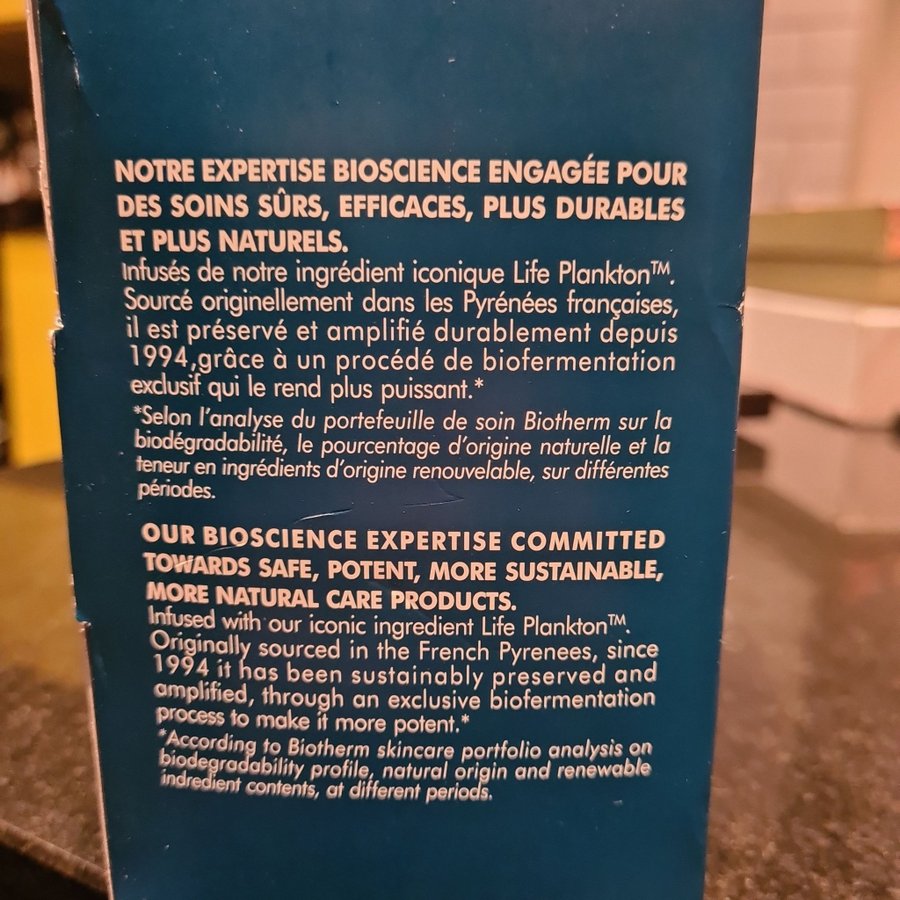 NOTRE EXPERTISE BIOSCIENCE ENGAGÉE POUR
DES SOINS SÛRS, EFFICACES, PLUS DURABLES
ET PLUS NATURELS.
Infusés de notre ingrédient iconique Life Plankton™.
Sourcé originellement dans les Pyrénées françaises,
il est préservé et amplifié durablement depuis
1994,grâce à un procédé de biofermentation
exclusif qui le rend plus puissant.*
*Selon l'analyse du portefeuille de soin Biotherm sur la
biodégradabilité, le pourcentage d'origine naturelle et la
teneur en ingrédients d'origine renouvelable, sur différentes
périodes.
OUR BIOSCIENCE EXPERTISE COMMITTED
TOWARDS SAFE, POTENT, MORE SUSTAINABLE,
MORE NATURAL CARE PRODUCTS.
Infused with our iconic ingredient Life Plankton™.
Originally sourced in the French Pyrenees, since
1994 it has been sustainably preserved and
amplified, through an exclusive biofermentation
process to make it more potent.*
*According to Biotherm skincare portfolio analysis on
biodegradability profile, natural origin and renewable
indredient contents, at different periods.